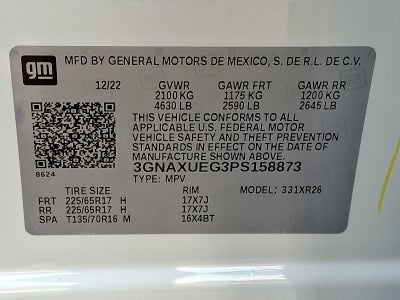 gm MFD BY GENERAL MOTORS DE MEXICO, S. DE R.L. DE C.V.
12/22 GVWR GAWR FRT GAWR RR
2100 KG 1175 KG 1200 KG
4630 LB 2590 LB 2645 LB
THIS VEHICLE CONFORMS TO ALL
APPLICABLE U.S. FEDERAL MOTOR
VEHICLE SAFETY AND THEFT PREVENTION
STANDARDS IN EFFECT ON THE DATE OF
MANUFACTURE SHOWN ABOVE.
3GNAXUEG3PS158873
8624 TYPE: MPV
TIRE SIZE RIM MODEL: 331XR26
FRT 225/65R17 H 17X7J
RR 225/65R17 H 17X7J
SPA T135/70R16 M 16X4BT